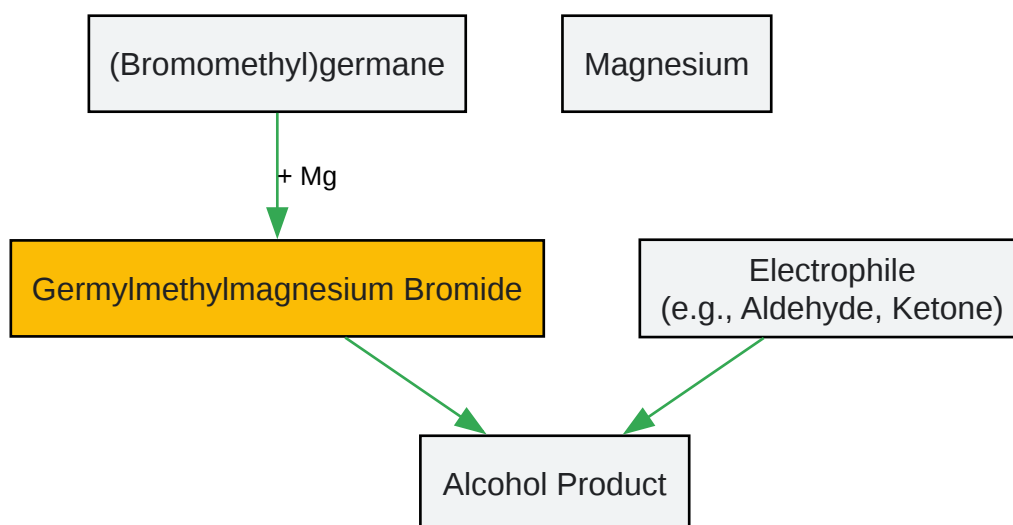 (Bromomethyl)germane
Magnesium
+ Mg
Germylmethylmagnesium Bromide
Electrophile
(e.g., Aldehyde, Ketone)
Alcohol Product